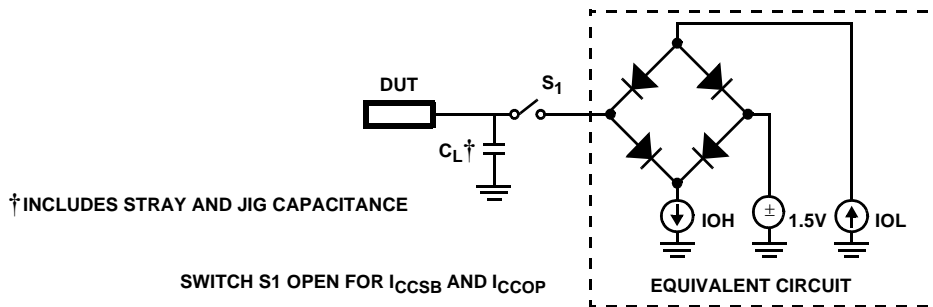 DUT
S1
CL†
†INCLUDES STRAY AND JIG CAPACITANCE
IOH
±
1.5V
IOL
SWITCH S1 OPEN FOR ICCSB AND ICCOP
EQUIVALENT CIRCUIT